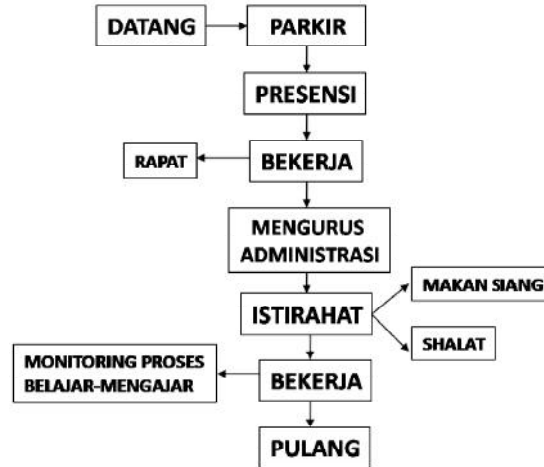 DATANG
PARKIR
PRESENSI
RAPAT
BEKERJA
MENGURUS
ADMINISTRASI
MAKAN SIANG
ISTIRAHAT
SHALAT
MONITORING PROSES
BELAJAR-MENGAJAR
BEKERJA
PULANG